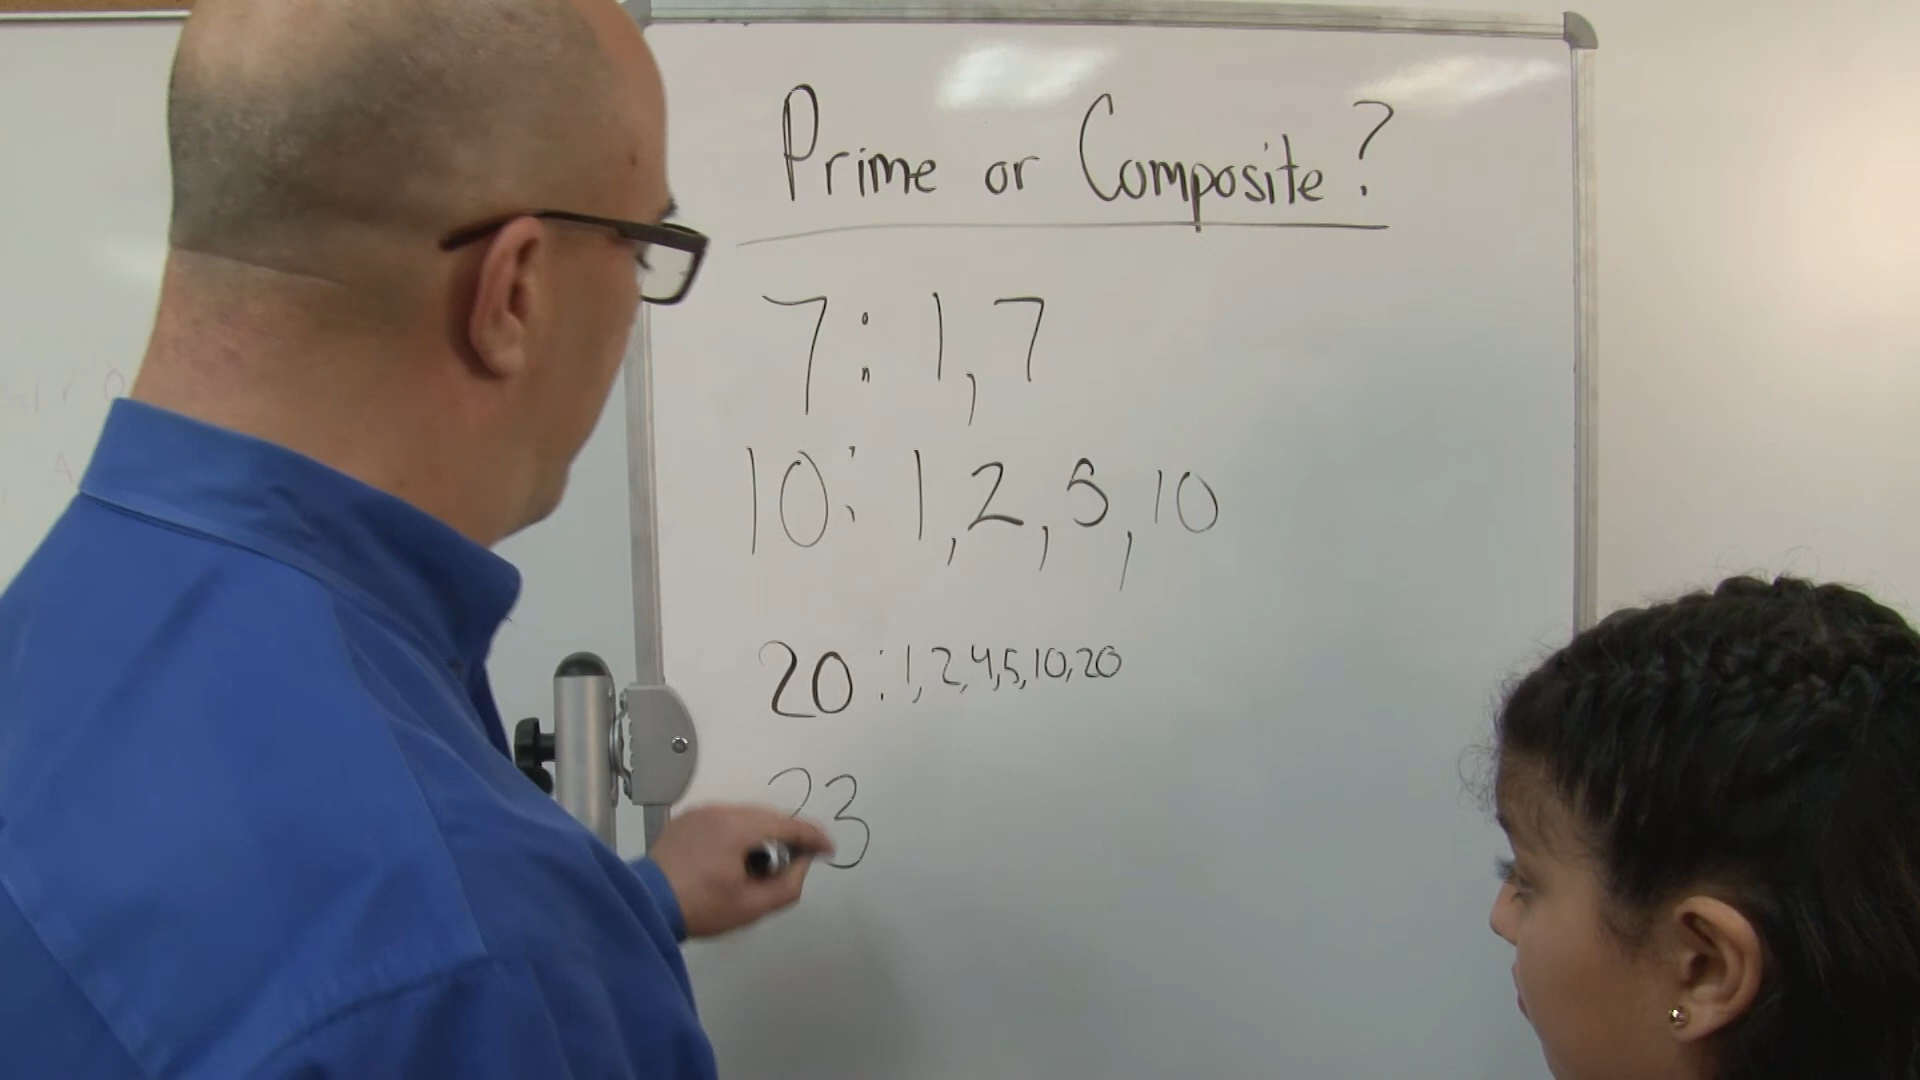 Prime or Composite?
7: 1,7
10: 1,2,5,10
20: 1,2,4,5,10,20
23